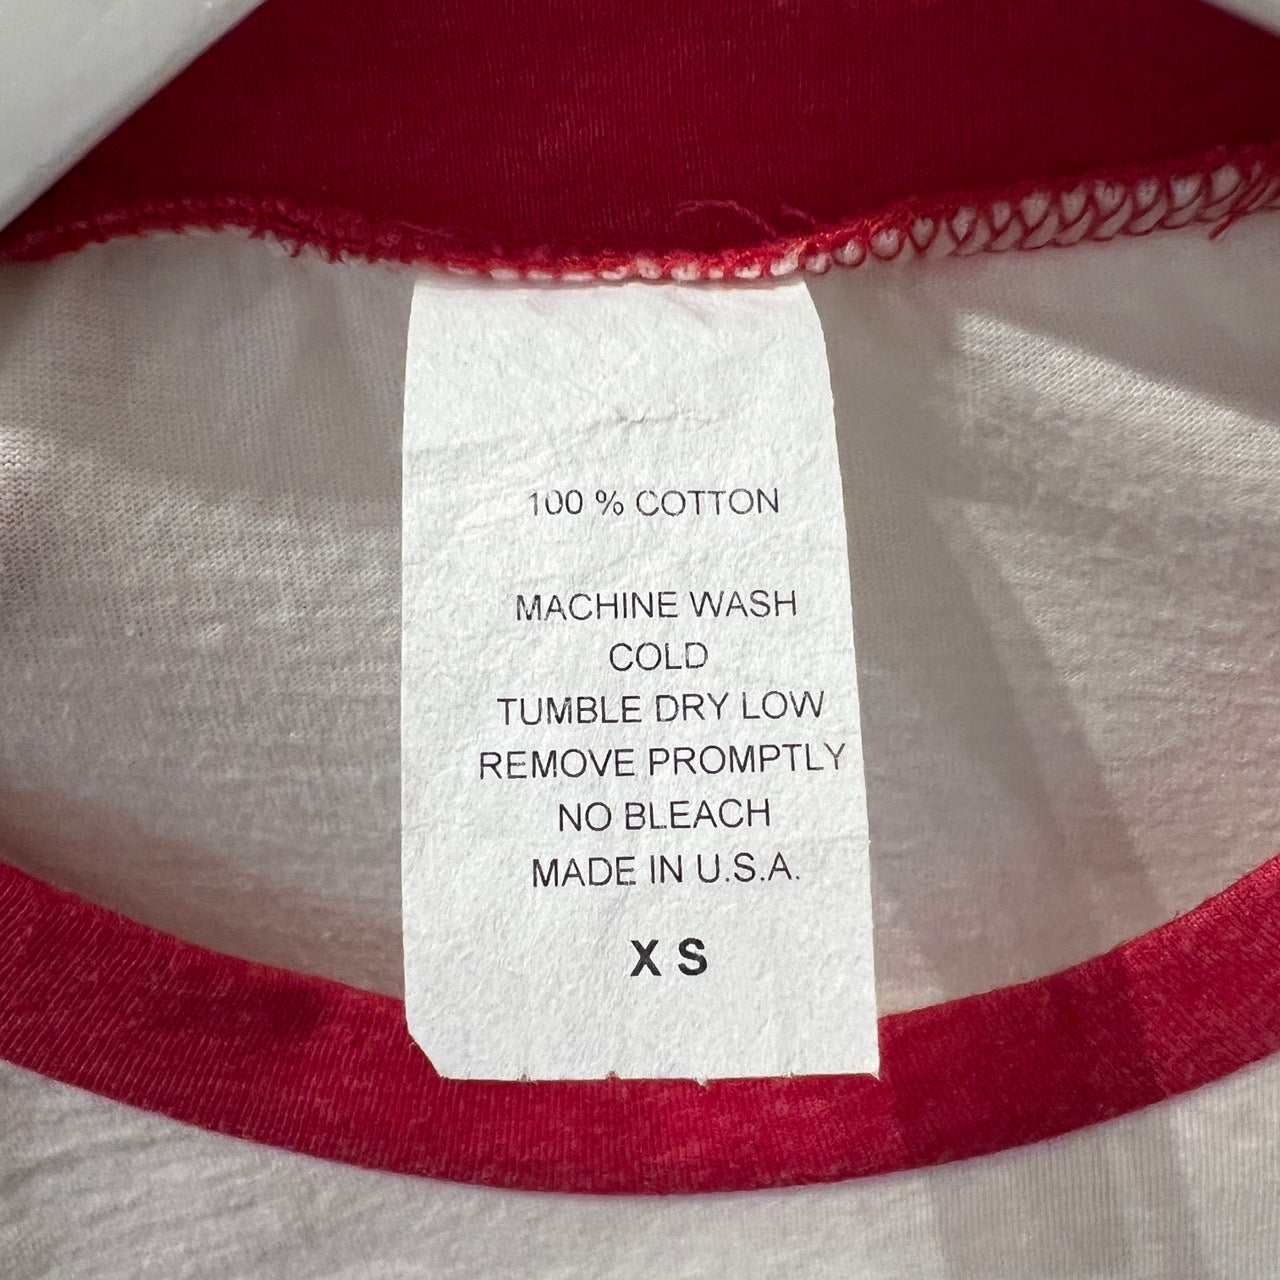 100 % COTTON
MACHINE WASH
COLD
TUMBLE DRY LOW
REMOVE PROMPTLY
NO BLEACH
MADE IN U.S.A.
X S